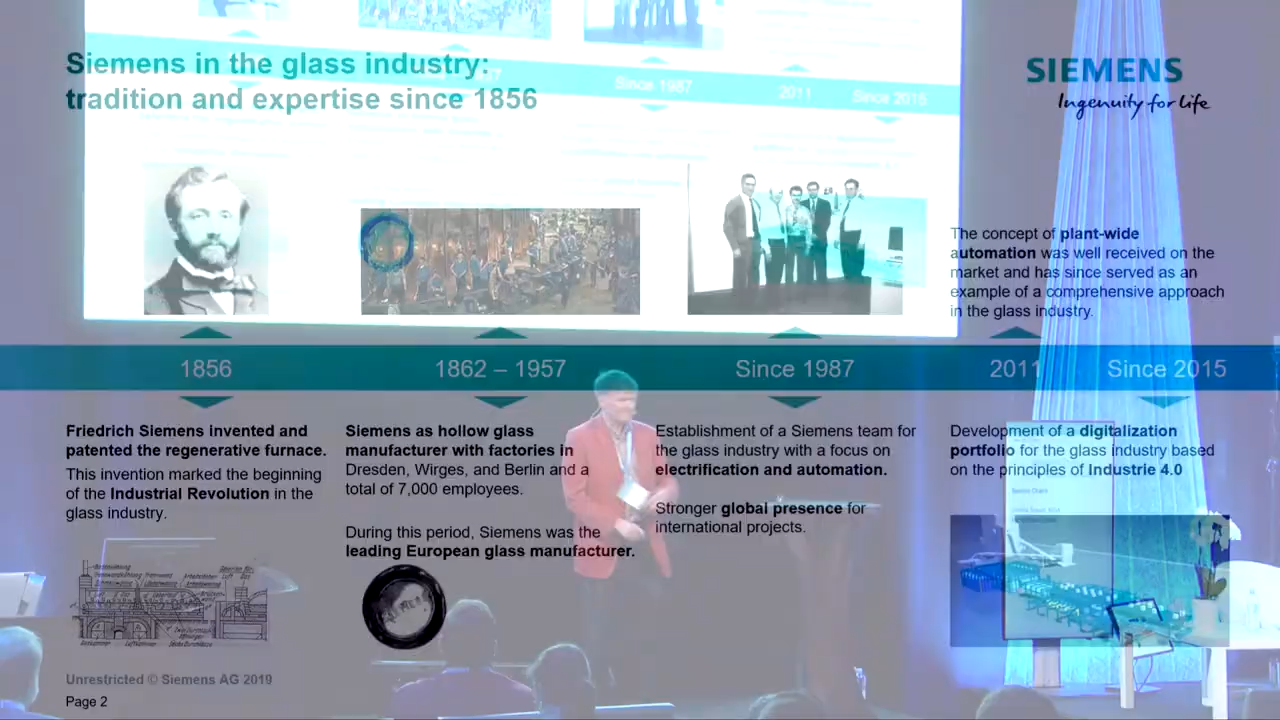 Siemens in the glass industry:
tradition and expertise since 1856
SIEMENS
Ingenuity for life
Since 1987
2011
Since 2015
The concept of plant-wide
automation was well received on the
market and has since served as an
example of a comprehensive approach
in the glass industry.
1856
1862 – 1957
Since 1987
2011
Since 2015
Friedrich Siemens invented and
patented the regenerative furnace.
This invention marked the beginning
of the Industrial Revolution in the
glass industry.
Siemens as hollow glass
manufacturer with factories in
Dresden, Wirges, and Berlin and a
total of 7,000 employees.
During this period, Siemens was the
leading European glass manufacturer.
Establishment of a Siemens team for
the glass industry with a focus on
electrification and automation.
Stronger global presence for
international projects.
Development of a digitalization
portfolio for the glass industry based
on the principles of Industrie 4.0
Unrestricted © Siemens AG 2019
Page 2